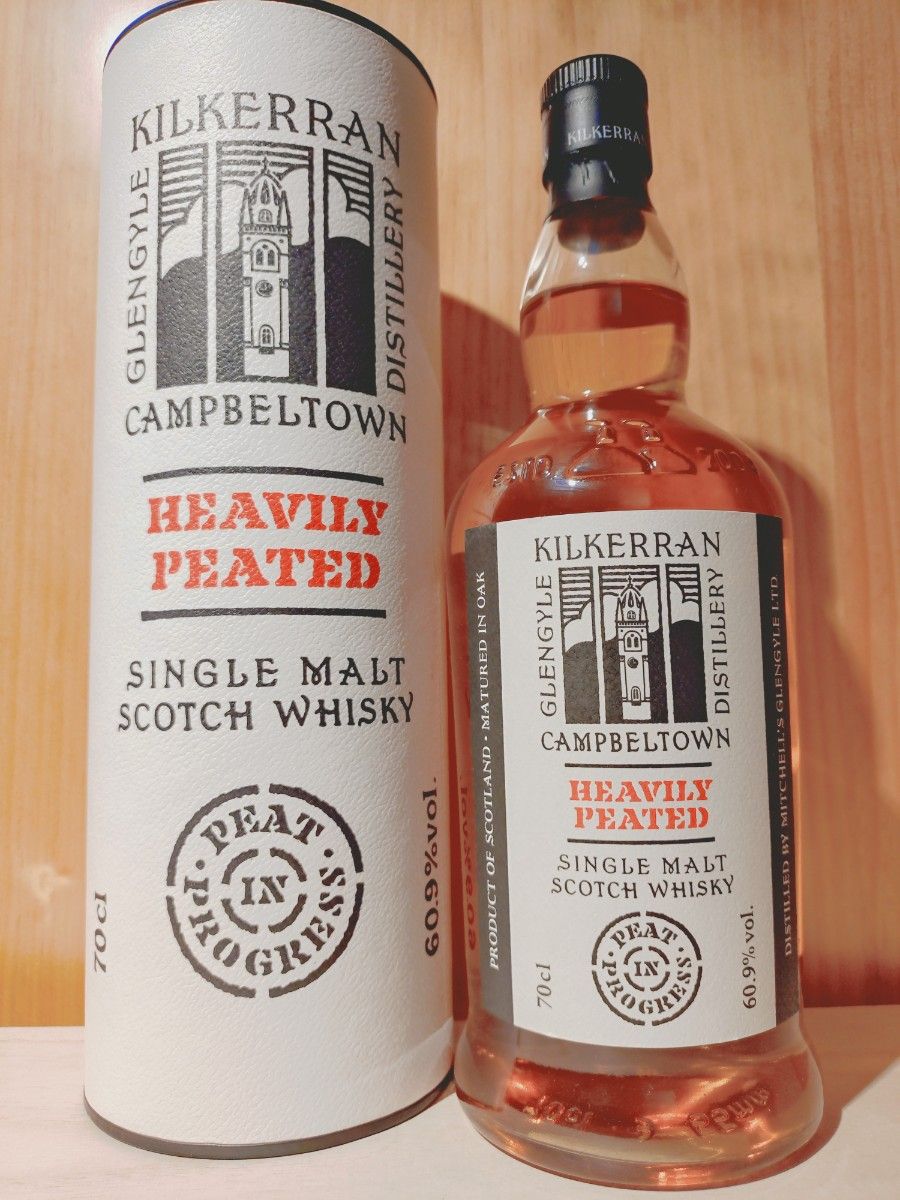 KILKERRAN
GLENGYLE
DISTILLERY
CAMPBELTOWN
HEAVILY
PEATED
SINGLE MALT
SCOTCH WHISKY
· PEAT ·
IN
PROGRESS
70cl
60.9%vol.
KILKERRAN
ESTD.
PRODUCT OF SCOTLAND · MATURED IN OAK
KILKERRAN
GLENGYLE
DISTILLERY
CAMPBELTOWN
HEAVILY
PEATED
SINGLE MALT
SCOTCH WHISKY
· PEAT ·
IN
PROGRESS
70cl
60.9%vol.
DISTILLED BY MITCHELL'S GLENGYLE LTD